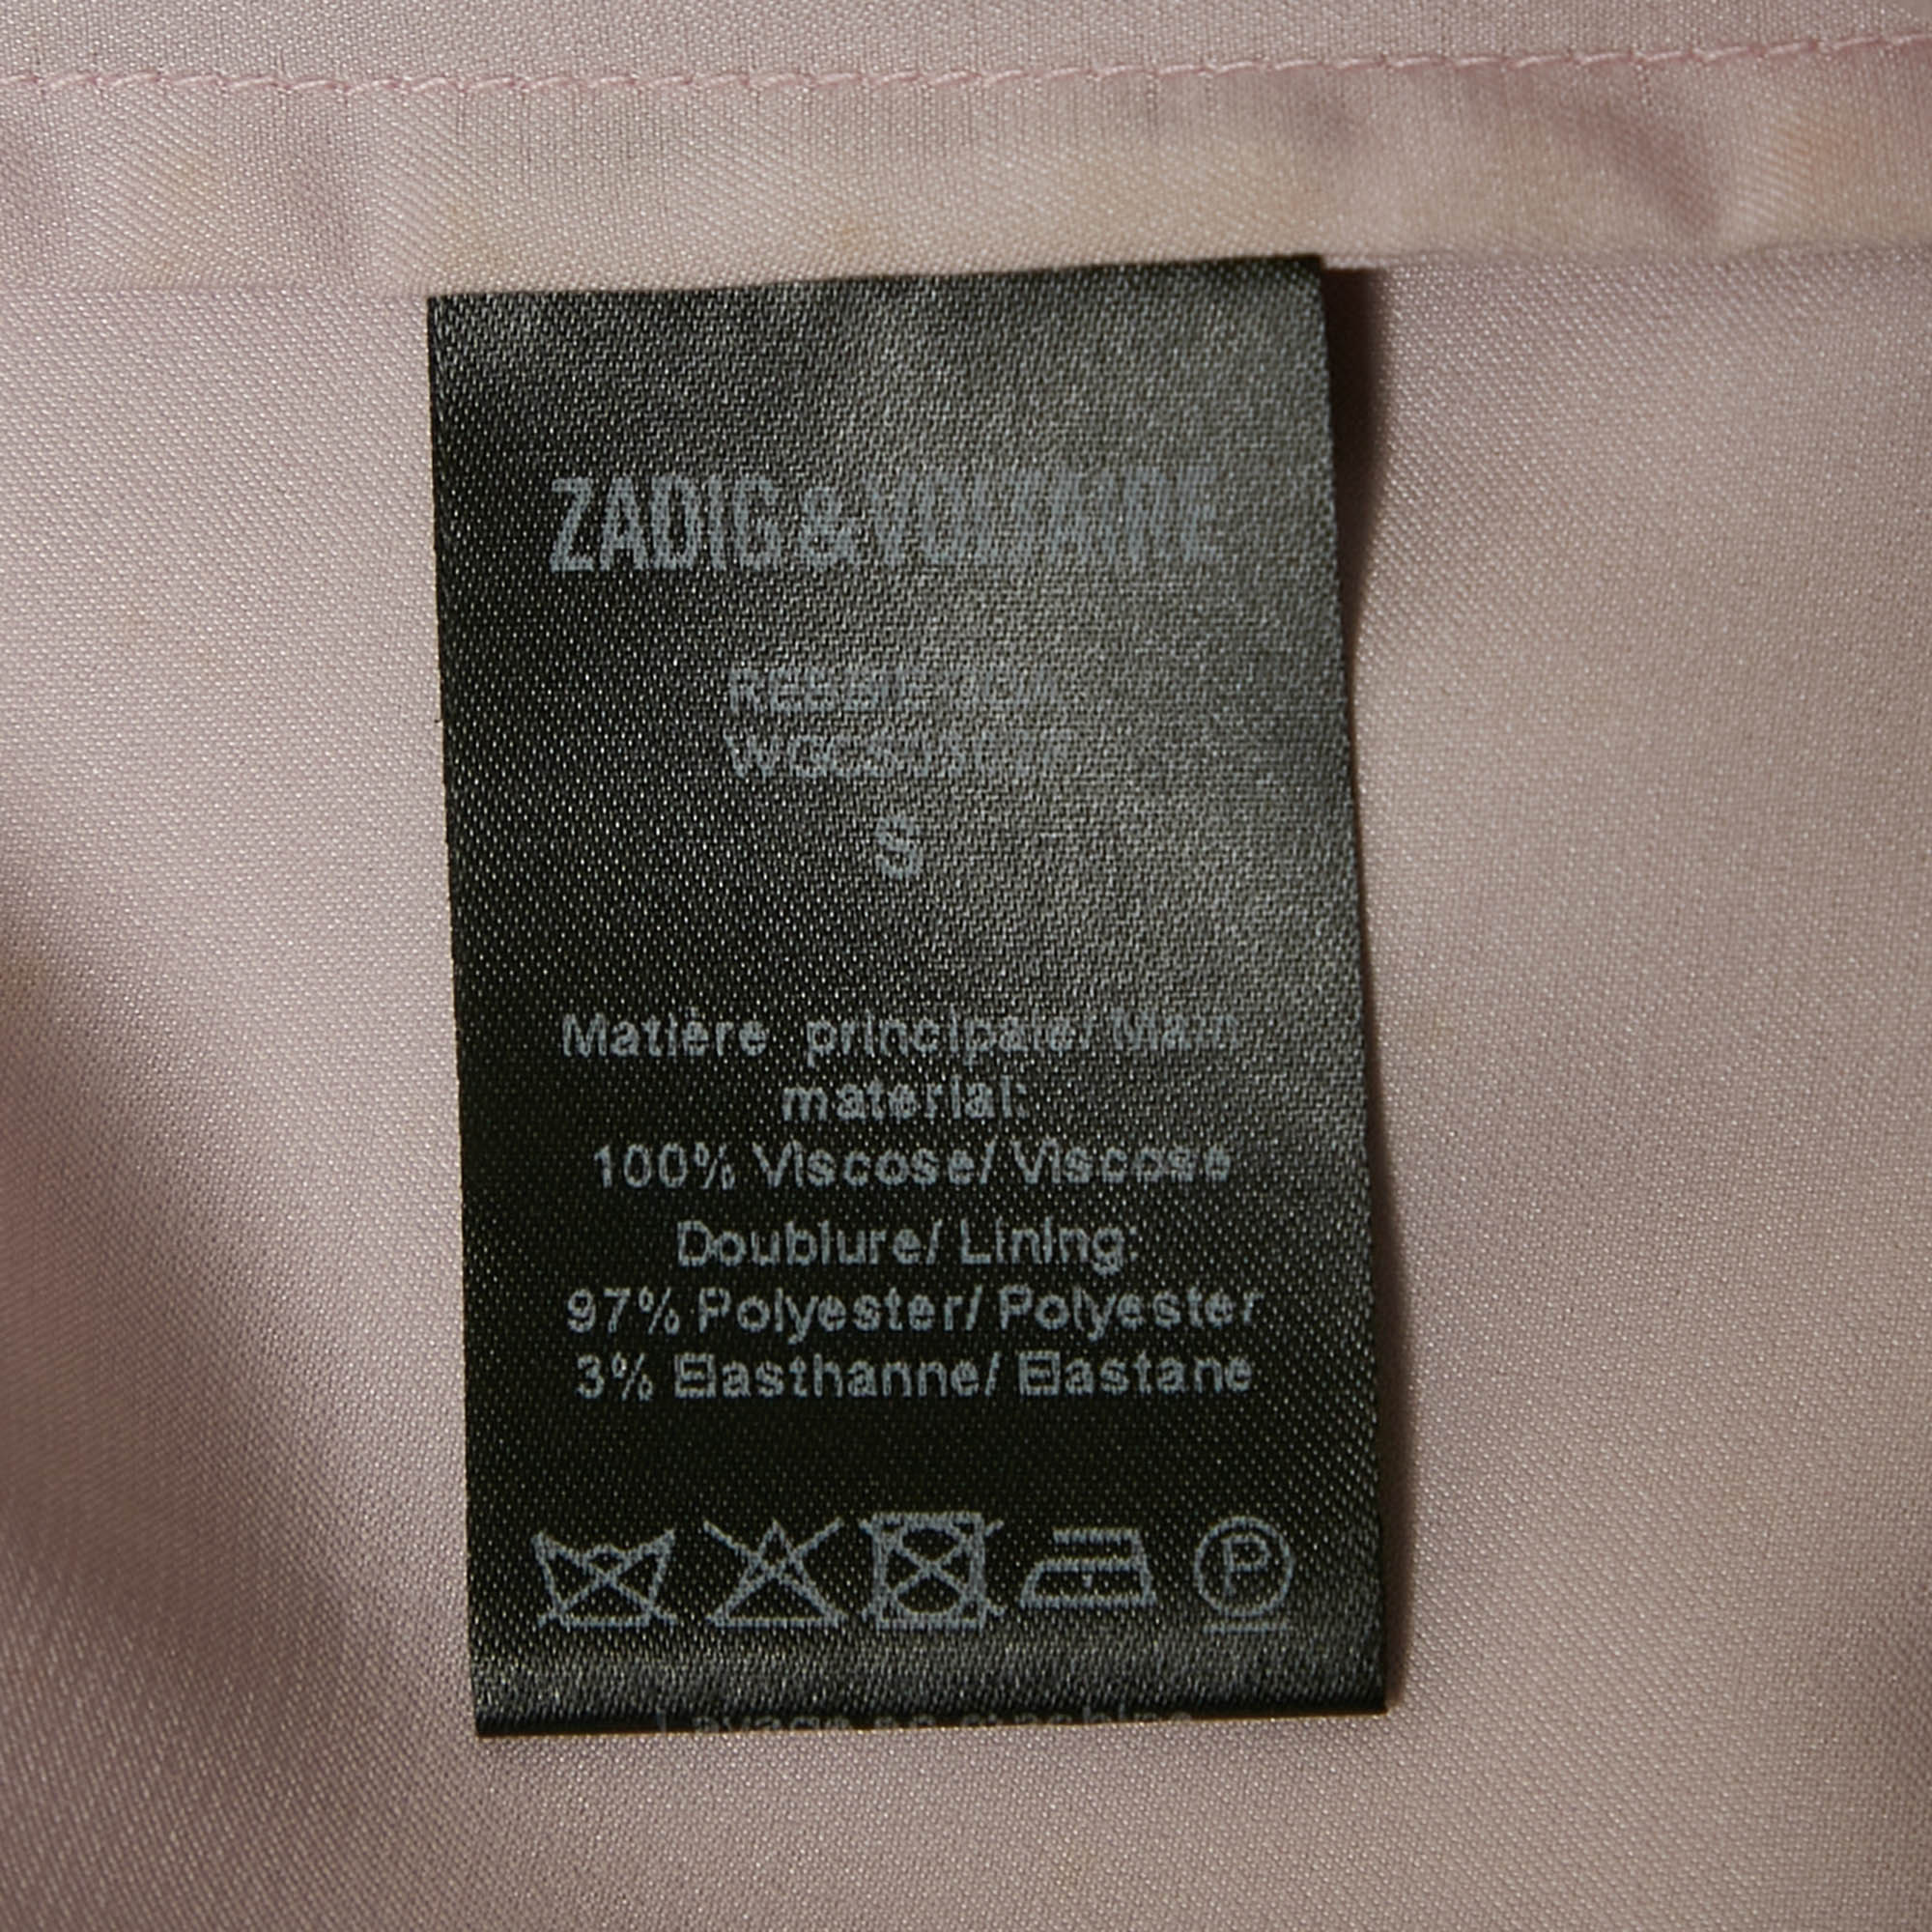 ZADIG&VOLTAIRE
S
Matière principale/ Main
material:
100% Viscose/ Viscose
Doublure/ Lining:
97% Polyester/ Polyester
3% Elasthanne/ Elastane
P